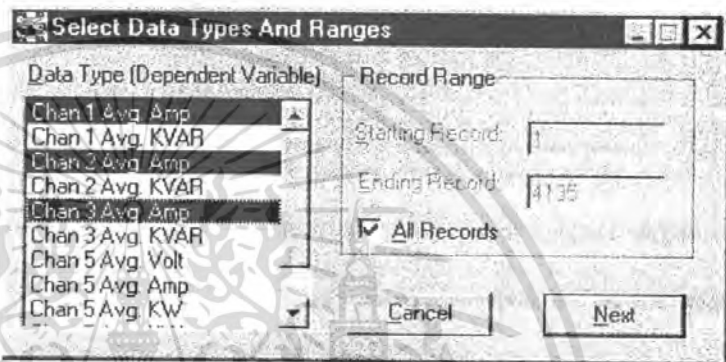 Select Data Types And Ranges
Data Type (Dependent Variable)
Chan 1 Avg. Amp
Chan 1 Avg. KVAR
Chan 2 Avg. Amp
Chan 2 Avg. KVAR
Chan 3 Avg. Amp
Chan 3 Avg. KVAR
Chan 5 Avg. Volt
Chan 5 Avg. Amp
Chan 5 Avg. KW
Record Range
Starting Record: 1
Ending Record: 4135
All Records
Cancel
Next